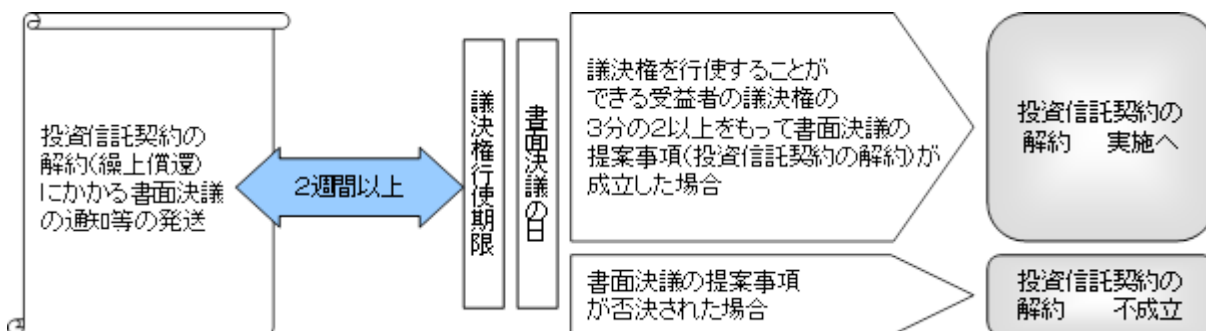 投資信託契約の
解約(繰上償還)
にかかる書面決議
の通知等の発送
2週間以上
議決権行使期限
書面決議の日
議決権を行使することが
できる受益者の議決権の
3分の2以上をもって書面決議の
提案事項(投資信託契約の解約)が
成立した場合
投資信託契約の
解約　実施へ
書面決議の提案事項
が否決された場合
投資信託契約の
解約　不成立